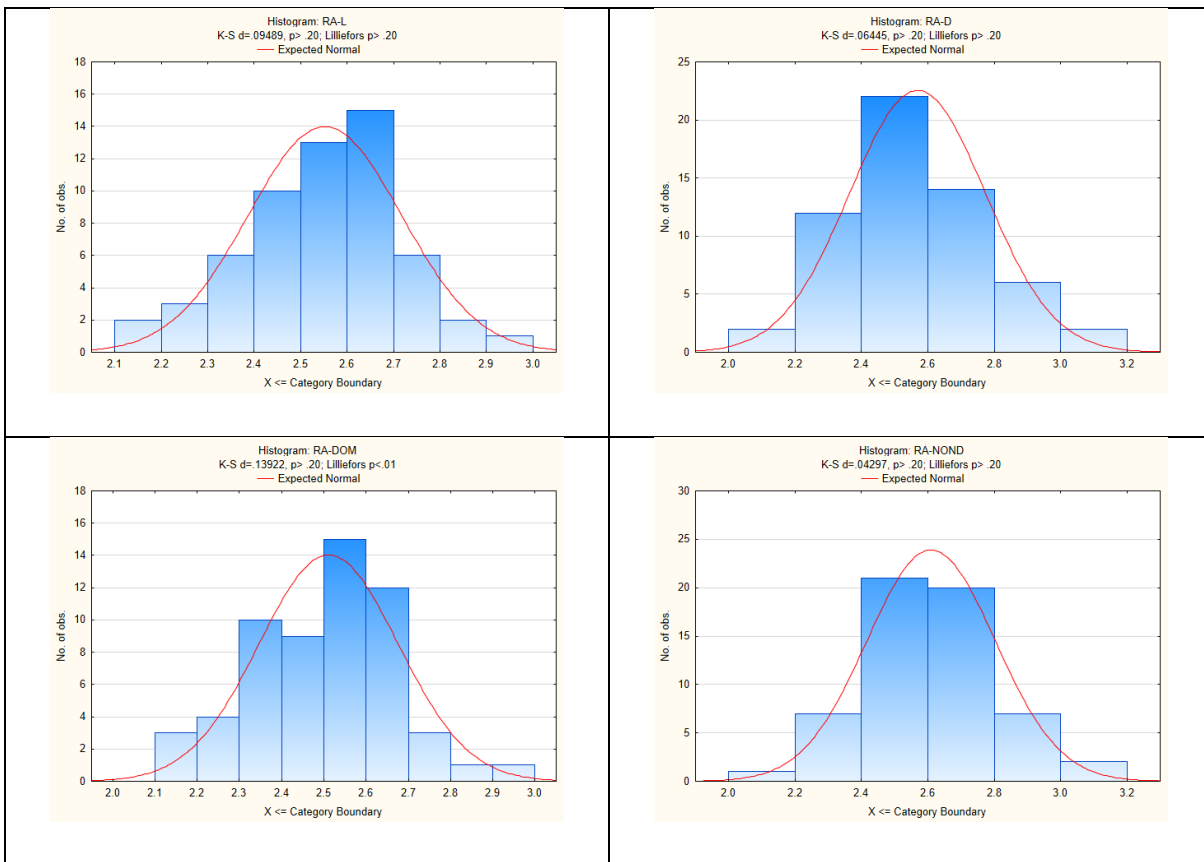 Histogram: RA-L
K-S d=.09489, p> .20; Lilliefors p> .20
Expected Normal
18
16
14
12
10
8
6
4
2
0
No. of obs.
2.1 2.2 2.3 2.4 2.5 2.6 2.7 2.8 2.9 3.0
X <= Category Boundary
Histogram: RA-D
K-S d=.06445, p> .20; Lilliefors p> .20
Expected Normal
25
20
15
10
5
0
No. of obs.
2.0 2.2 2.4 2.6 2.8 3.0 3.2
X <= Category Boundary
Histogram: RA-DOM
K-S d=.13922, p> .20; Lilliefors p<.01
Expected Normal
18
16
14
12
10
8
6
4
2
0
No. of obs.
2.0 2.1 2.2 2.3 2.4 2.5 2.6 2.7 2.8 2.9 3.0
X <= Category Boundary
Histogram: RA-NOND
K-S d=.04297, p> .20; Lilliefors p> .20
Expected Normal
30
25
20
15
10
5
0
No. of obs.
2.0 2.2 2.4 2.6 2.8 3.0 3.2
X <= Category Boundary